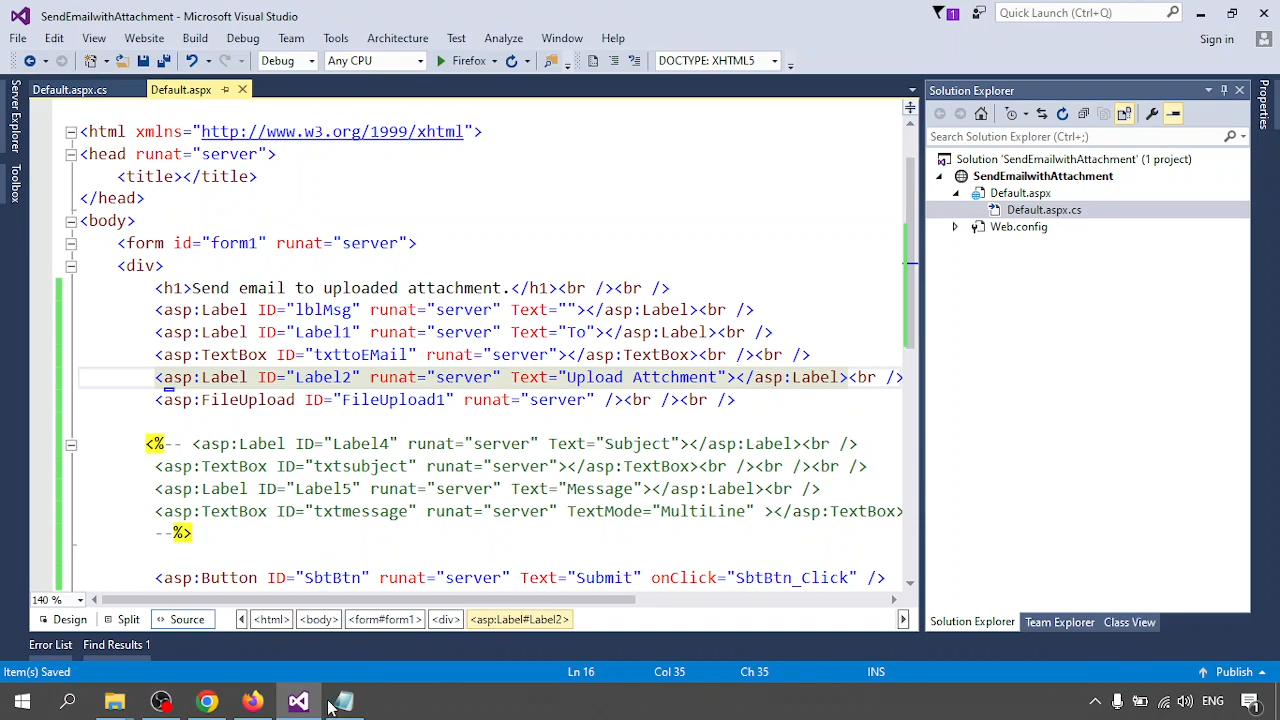 SendEmailwithAttachment - Microsoft Visual Studio
1
Quick Launch (Ctrl+Q)
File Edit View Website Build Debug Team Tools Architecture Test Analyze Window Help
Sign in
Debug Any CPU Firefox DOCTYPE: XHTML5
Default.aspx.cs Default.aspx
Solution Explorer
Server Explorer
Toolbox
Properties
Search Solution Explorer (Ctrl+;)
Solution 'SendEmailwithAttachment' (1 project)
SendEmailwithAttachment
Default.aspx
Default.aspx.cs
Web.config
<html xmlns="http://www.w3.org/1999/xhtml">
<head runat="server">
<title></title>
</head>
<body>
<form id="form1" runat="server">
<div>
<h1>Send email to uploaded attachment.</h1><br /><br />
<asp:Label ID="lblMsg" runat="server" Text=""></asp:Label><br />
<asp:Label ID="Label1" runat="server" Text="To"></asp:Label><br />
<asp:TextBox ID="txttoEMail" runat="server"></asp:TextBox><br /><br />
<asp:Label ID="Label2" runat="server" Text="Upload Attchment"></asp:Label><br />
<asp:FileUpload ID="FileUpload1" runat="server" /><br /><br />
<%-- <asp:Label ID="Label4" runat="server" Text="Subject"></asp:Label><br />
<asp:TextBox ID="txtsubject" runat="server"></asp:TextBox><br /><br /><br />
<asp:Label ID="Label5" runat="server" Text="Message"></asp:Label><br />
<asp:TextBox ID="txtmessage" runat="server" TextMode="MultiLine" ></asp:TextBox>
--%>
<asp:Button ID="SbtBtn" runat="server" Text="Submit" onClick="SbtBtn_Click" />
140 %
Design Split Source <html> <body> <form#form1> <div> <asp:Label#Label2>
Solution Explorer Team Explorer Class View
Error List Find Results 1
Item(s) Saved Ln 16 Col 35 Ch 35 INS Publish
ENG
1